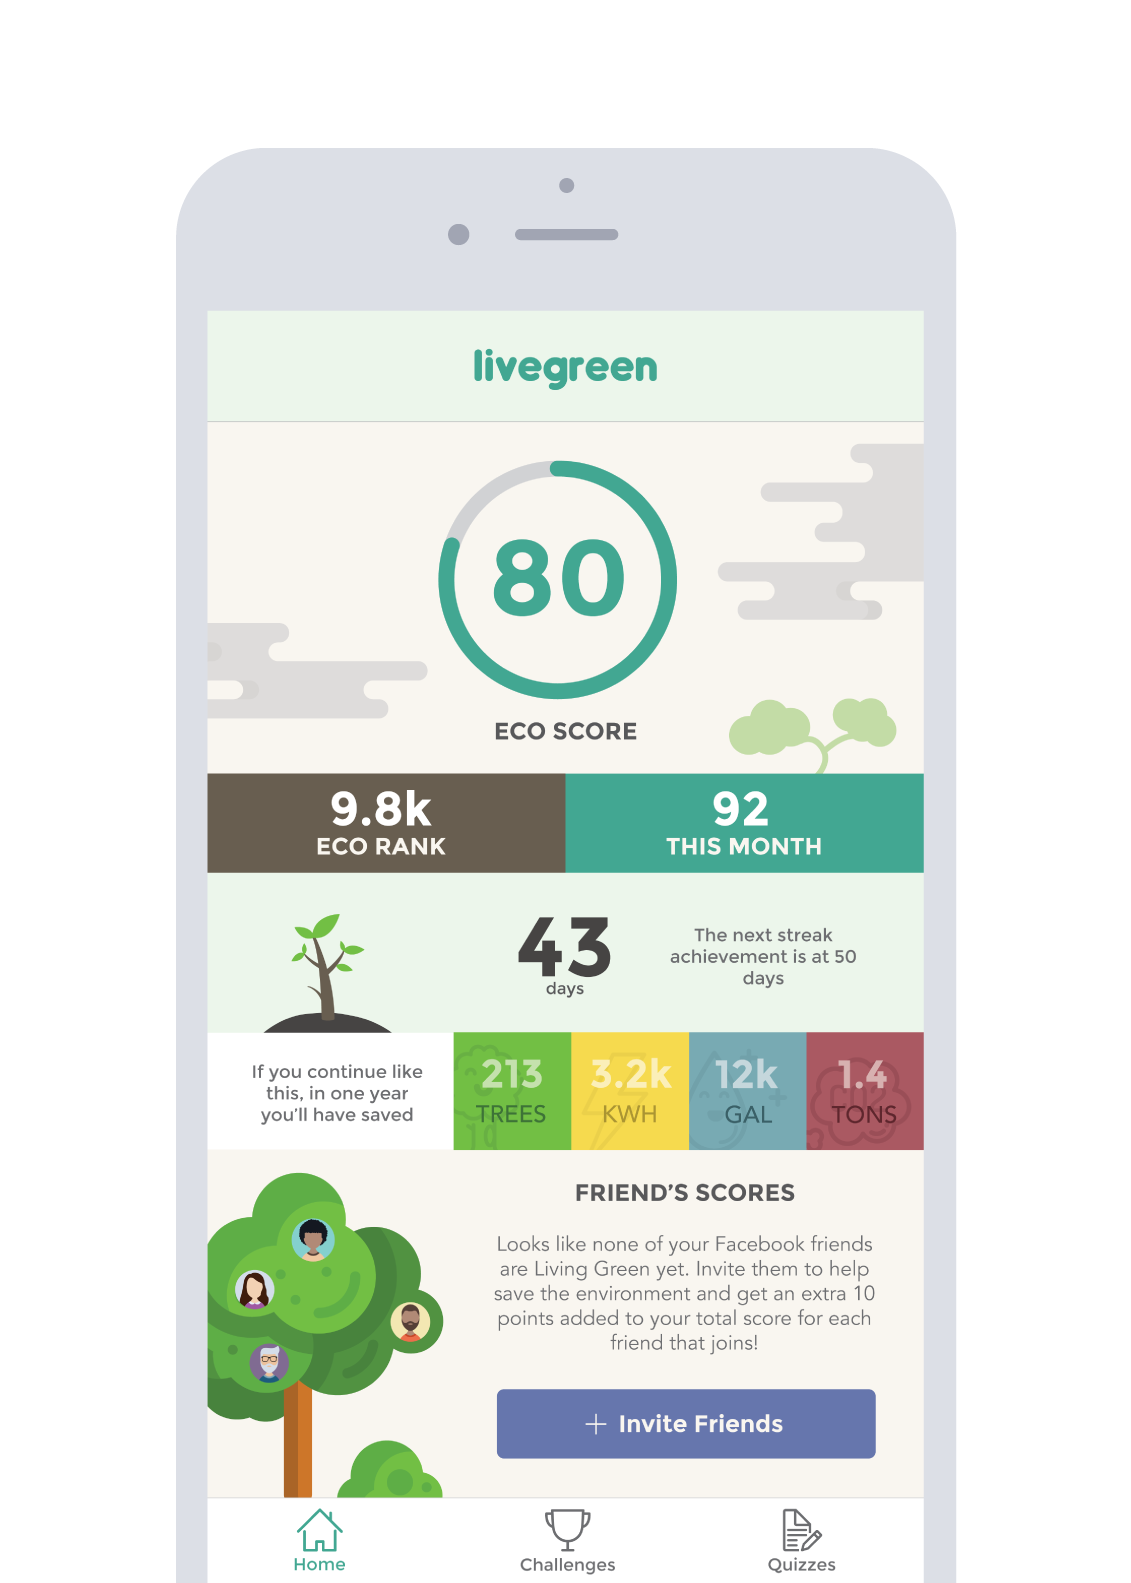 livegreen
80
ECO SCORE
9.8k
ECO RANK
92
THIS MONTH
43
days
The next streak
achievement is at 50
days
If you continue like
this, in one year
you'll have saved
213
TREES
3.2k
KWH
12k
GAL
CO2
1.4
TONS
FRIEND'S SCORES
Looks like none of your Facebook friends
are Living Green yet. Invite them to help
save the environment and get an extra 10
points added to your total score for each
friend that joins!
+ Invite Friends
Home
Challenges
Quizzes